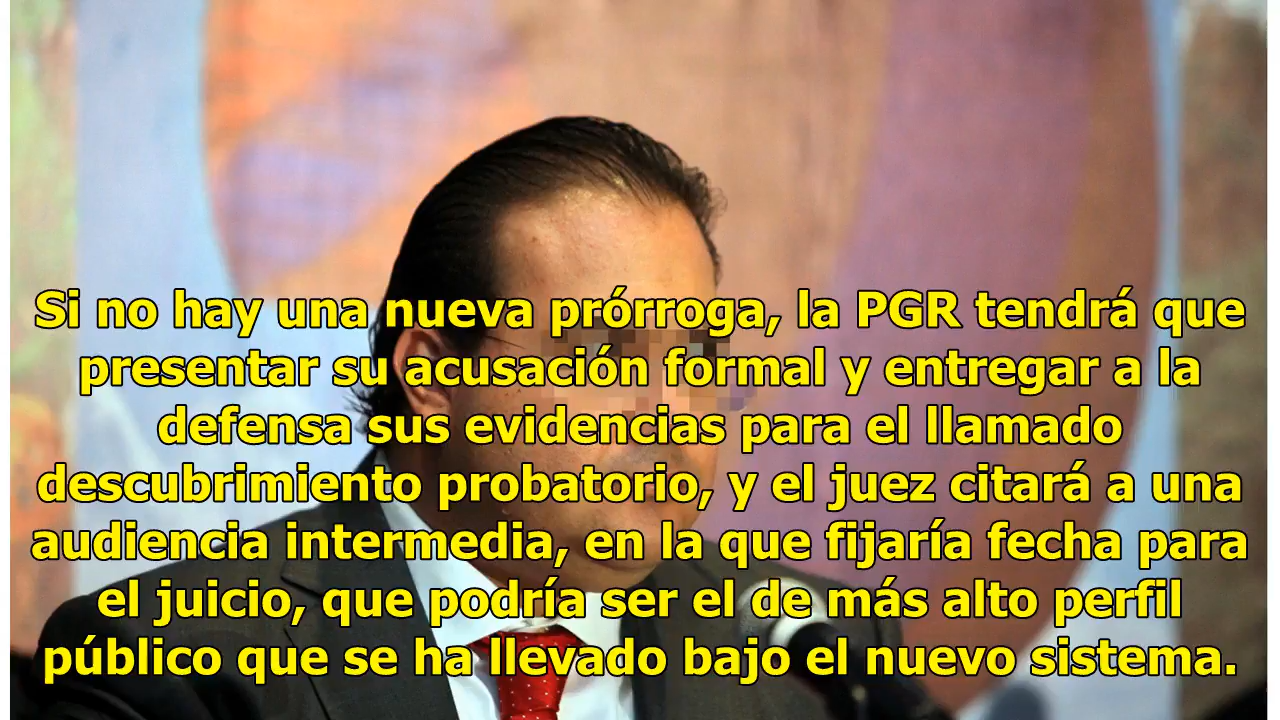 Si no hay una nueva prórroga, la PGR tendrá que
presentar su acusación formal y entregar a la
defensa sus evidencias para el llamado
descubrimiento probatorio, y el juez citará a una
audiencia intermedia, en la que fijaría fecha para
el juicio, que podría ser el de más alto perfil
público que se ha llevado bajo el nuevo sistema.